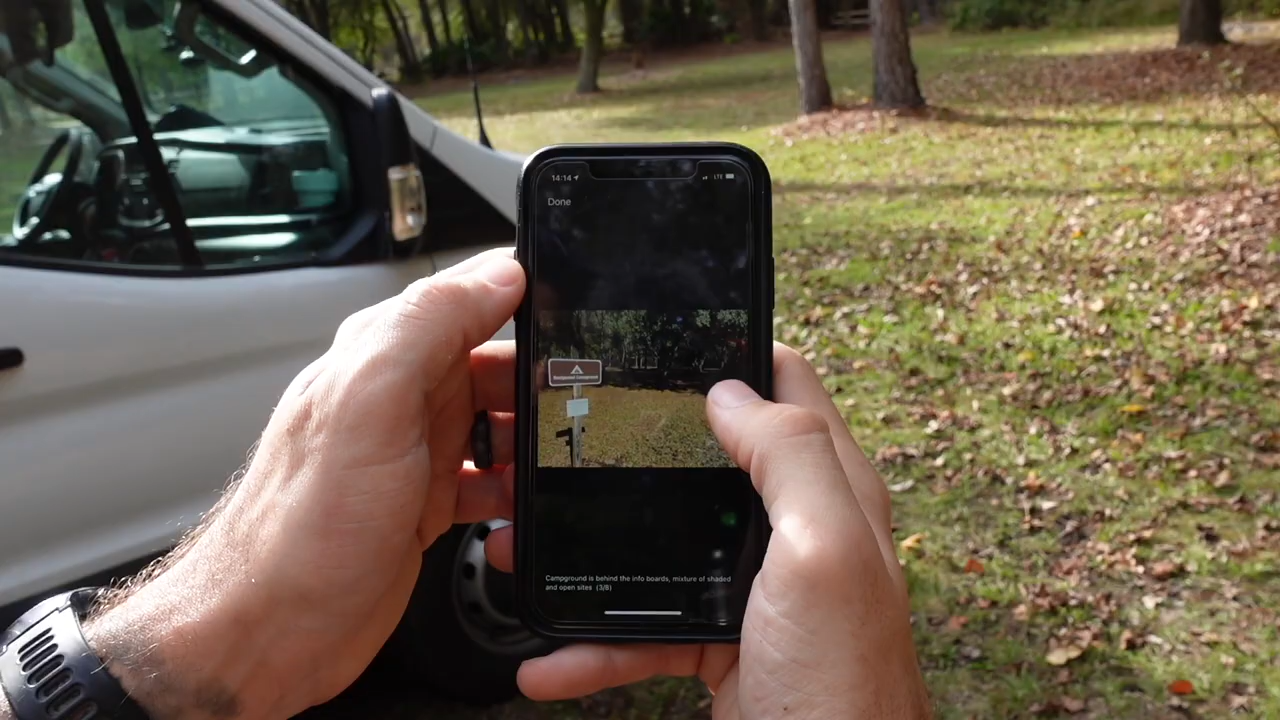 14:14
LTE
Done
Campground is behind the info boards, mixture of shaded
and open sites (3/8)